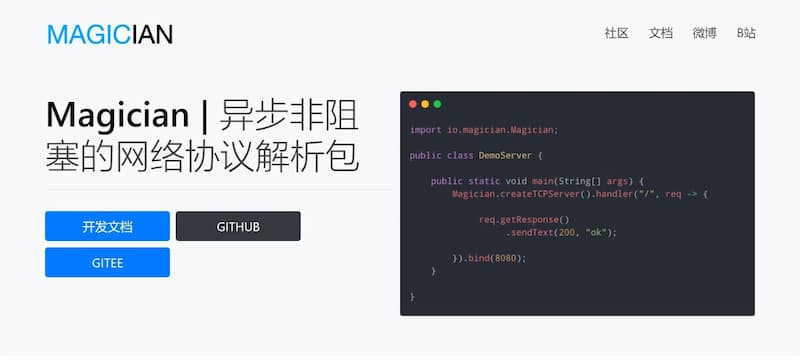 MAGICIAN
社区 文档 微博 B站
Magician | 异步非阻
塞的网络协议解析包
开发文档 GITHUB
GITEE
import io.magician.Magician;
public class DemoServer {
public static void main(String[] args) {
Magician.createTCPServer().handler("/", req -> {
req.getResponse()
.sendText(200, "ok");
}).bind(8080);
}
}